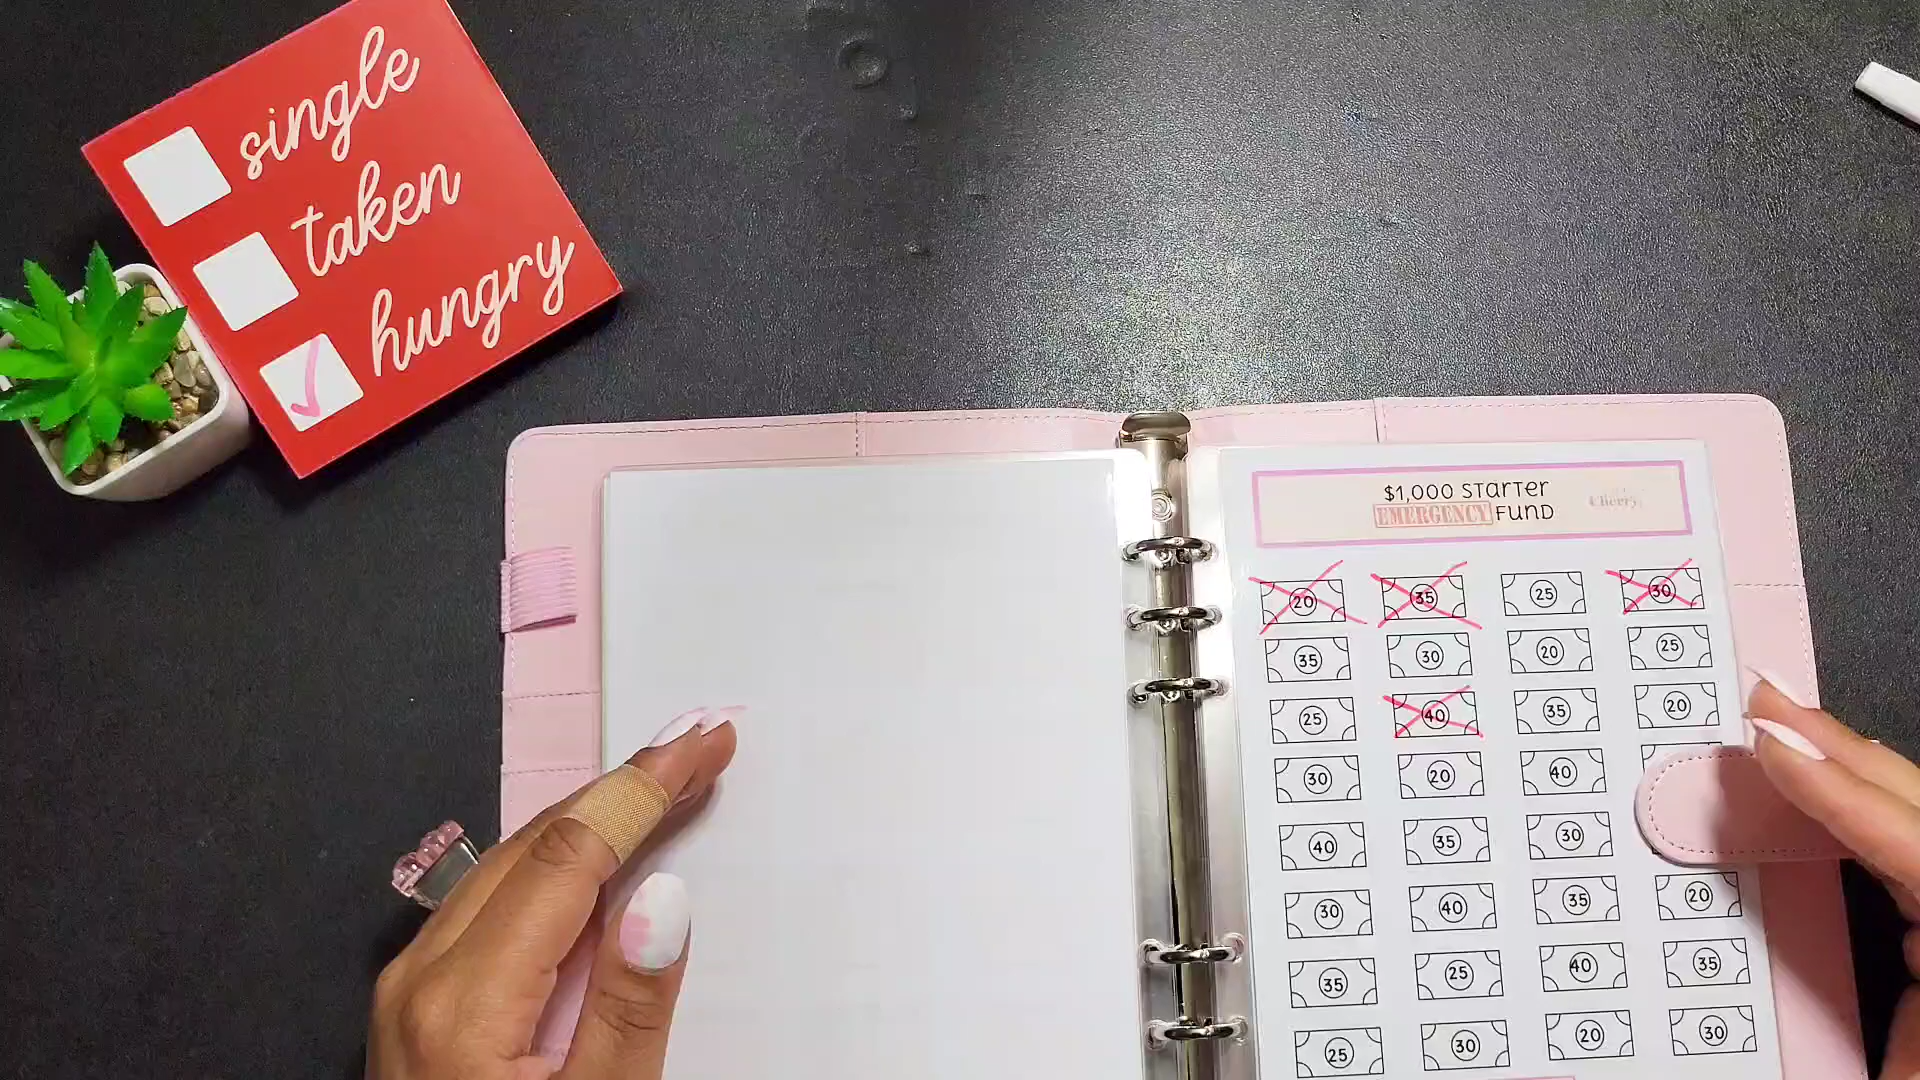 single
taken
hungry
$1,000 Starter
EMERGENCY FUND
Cherry
20 35 25 30
35 30 20 25
25 40 35 20
30 20 40
40 35 30
30 40 35 20
35 25 40 35
25 30 20 30